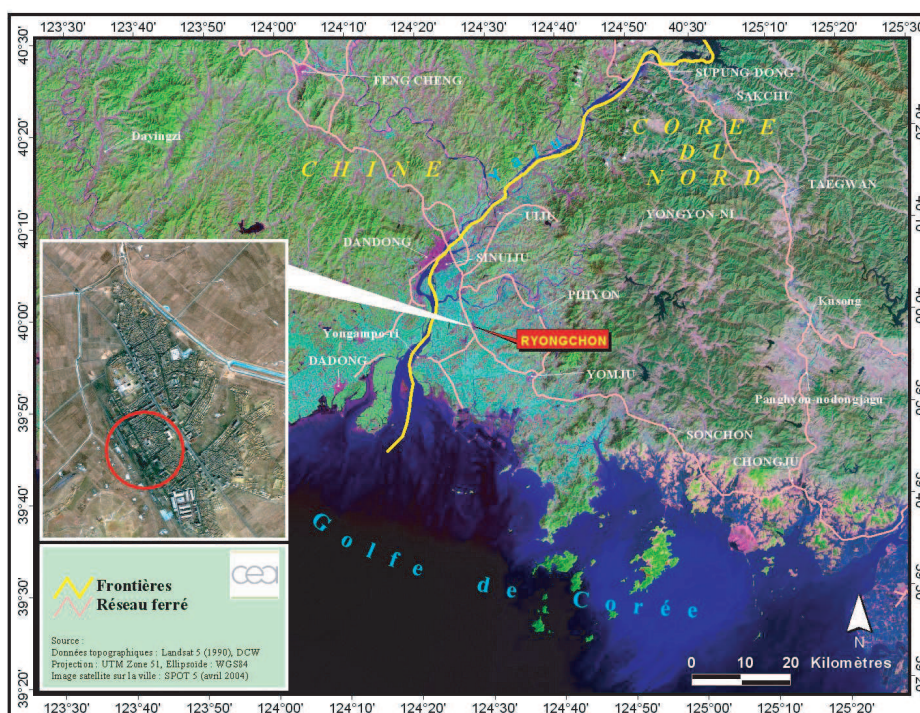 123°30' 123°40' 123°50' 124°00' 124°10' 124°20' 124°30' 124°40' 124°50' 40°30' 125°10' 125°20' 125°30
40°30'
FENG CHENG
SUPUNG-DONG
SAKCHU
40°20'
Dayingzi
COREE
DU
NORD
CHINE
Yalu
TAEGWAN
ULIU
YONGYON-NI
40°10'
DANDONG
SINUIJU
PIHYON
Kusong
40°00'
Yongampo-ri
RYONGCHON
DADONG
YOMJU
Panghyon-nodongjagu
39°50'
SONCHON
CHONGJU
39°40'
Golfe de Corée
cea
Frontières
39°30'
Réseau ferré
N
Source :
Données topographiques : Landsat 5 (1990), DCW
Projection : UTM Zone 51, Ellipsoide : WGS84
Image satellite sur la ville : SPOT 5 (avril 2004)
0 10 20 Kilomètres
39°20'
123°30' 123°40' 123°50' 124°00' 124°10' 124°20' 124°30' 124°40' 124°50' 125°00' 125°10' 125°20'